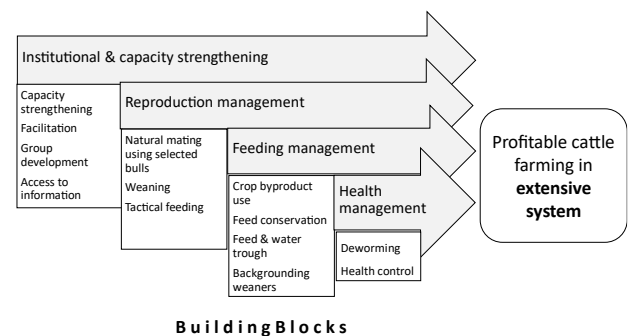 Institutional & capacity strengthening
Capacity
strengthening
Facilitation
Group
development
Access to
information
Reproduction management
Natural mating
using selected
bulls
Weaning
Tactical feeding
Feeding management
Crop byproduct
use
Feed conservation
Feed & water
trough
Backgrounding
weaners
Health
management
Deworming
Health control
Profitable cattle
farming in
extensive
system
BuildingBlocks